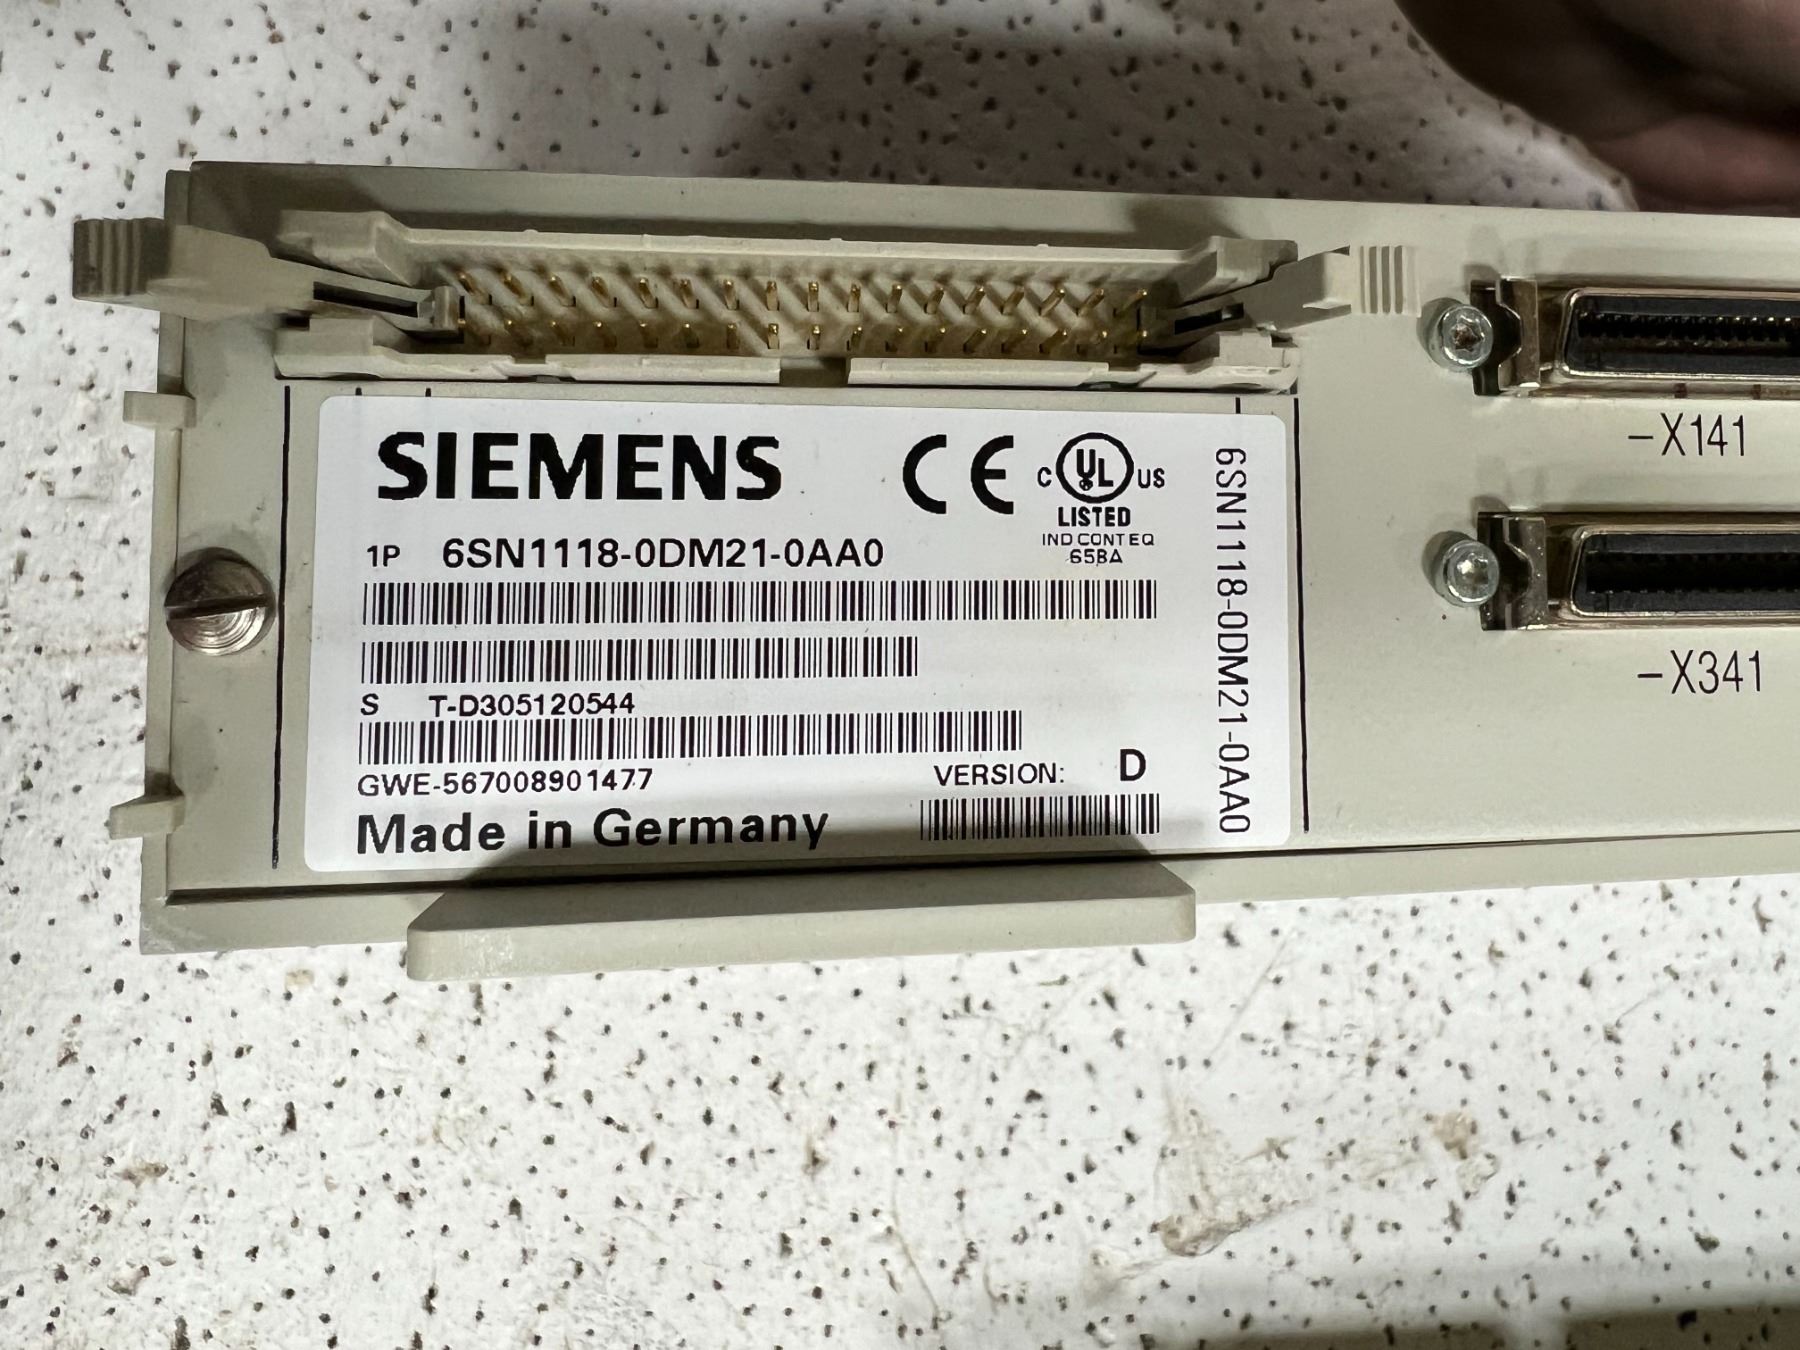 SIEMENS
CE
C UL US
LISTED
IND CONT EQ
65BA
1P 6SN1118-0DM21-0AA0
S T-D305120544
GWE-567008901477
VERSION: D
Made in Germany
6SN1118-0DM21-0AA0
-X141
-X341